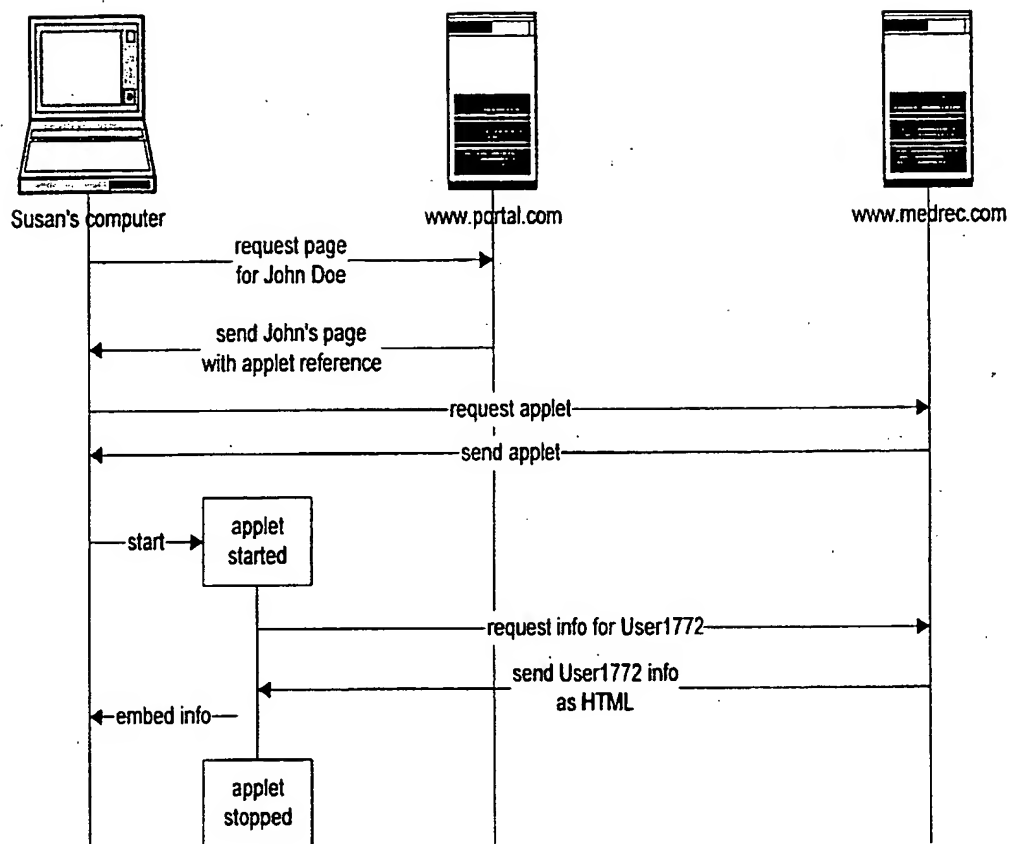 Susan's computer
www.portal.com
www.medrec.com
request page
for John Doe
send John's page
with applet reference
request applet
send applet
start
applet
started
request info for User1772
send User1772 info
as HTML
embed info
applet
stopped